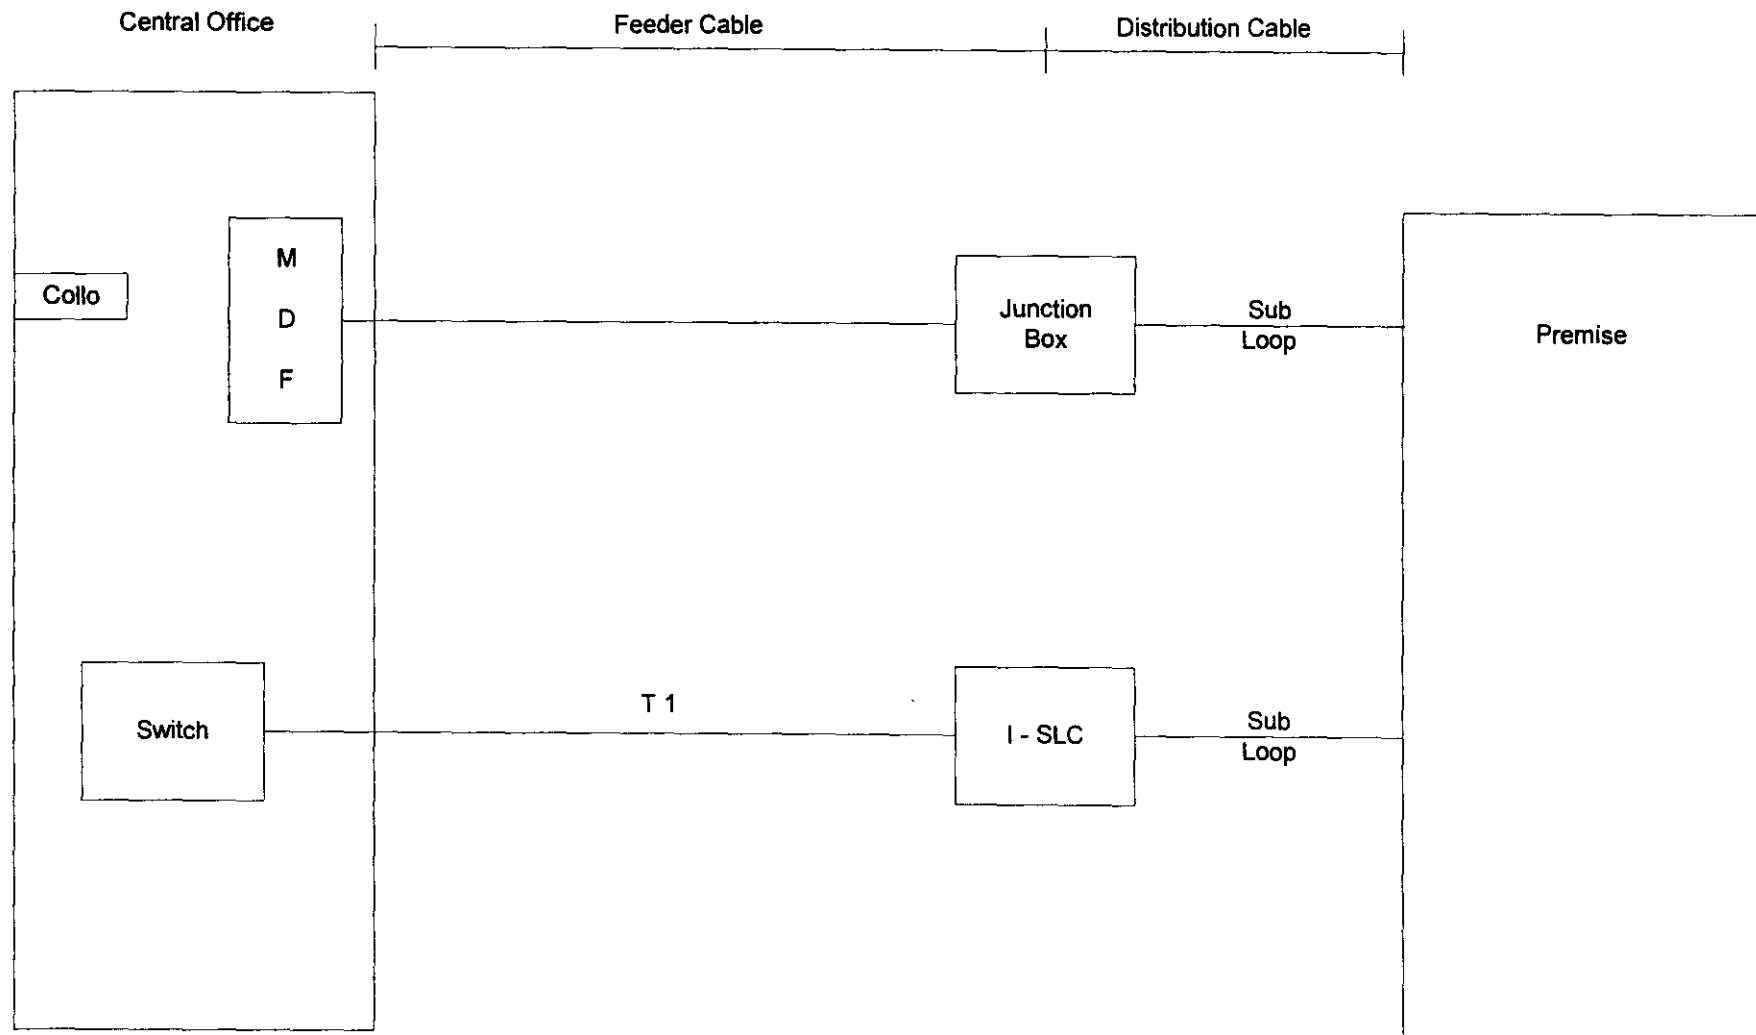 Central Office
Feeder Cable
Distribution Cable
M
D
F
Collo
Junction
Box
Sub
Loop
Premise
Switch
T 1
I - SLC
Sub
Loop